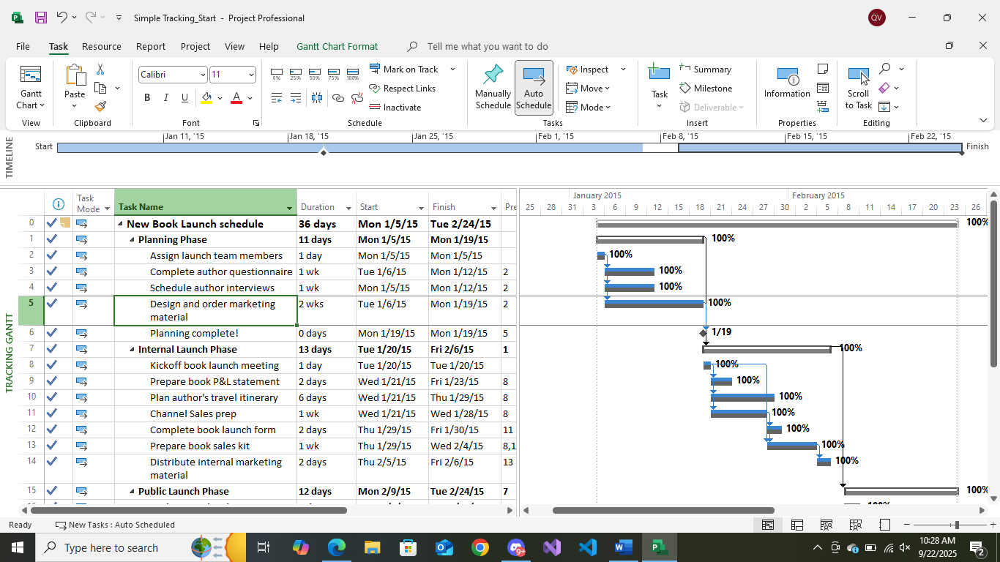 Simple Tracking_Start - Project Professional
QV
File Task Resource Report Project View Help Gantt Chart Format Tell me what you want to do
Gantt Chart
View
Paste
Clipboard
Calibri 11
B I U A
Font
0% 25% 50% 75% 100%
Mark on Track
Respect Links
Inactivate
Schedule
Manually Schedule
Auto Schedule
Inspect
Move
Mode
Tasks
Task
Summary
Milestone
Deliverable
Insert
Information
Properties
Scroll to Task
Editing
TIMELINE
Jan 11, '15 Jan 18, '15 Jan 25, '15 Feb 1, '15 Feb 8, '15 Feb 15, '15 Feb 22, '15
Start Finish
TRACKING GANTT
Task Mode Task Name Duration Start Finish Pre
January 2015 February 2015
25 28 31 3 6 9 12 15 18 21 24 27 30 2 5 8 11 14 17 20 23 26
0 New Book Launch schedule 36 days Mon 1/5/15 Tue 2/24/15 100%
1 Planning Phase 11 days Mon 1/5/15 Mon 1/19/15 100%
2 Assign launch team members 1 day Mon 1/5/15 Mon 1/5/15 100%
3 Complete author questionnaire 1 wk Tue 1/6/15 Mon 1/12/15 2 100%
4 Schedule author interviews 1 wk Mon 1/5/15 Mon 1/12/15 2 100%
5 Design and order marketing material 2 wks Tue 1/6/15 Mon 1/19/15 2 100%
6 Planning complete! 0 days Mon 1/19/15 Mon 1/19/15 5 1/19
7 Internal Launch Phase 13 days Tue 1/20/15 Fri 2/6/15 1 100%
8 Kickoff book launch meeting 1 day Tue 1/20/15 Tue 1/20/15 100%
9 Prepare book P&L statement 2 days Wed 1/21/15 Fri 1/23/15 8 100%
10 Plan author's travel itinerary 6 days Wed 1/21/15 Thu 1/29/15 8 100%
11 Channel Sales prep 1 wk Wed 1/21/15 Wed 1/28/15 8 100%
12 Complete book launch form 2 days Thu 1/29/15 Fri 1/30/15 11 100%
13 Prepare book sales kit 1 wk Thu 1/29/15 Wed 2/4/15 8,1 100%
14 Distribute internal marketing material 2 days Thu 2/5/15 Fri 2/6/15 13 100%
15 Public Launch Phase 12 days Mon 2/9/15 Tue 2/24/15 7 100%
Ready New Tasks : Auto Scheduled
Type here to search
9+
10:28 AM
9/22/2025
2